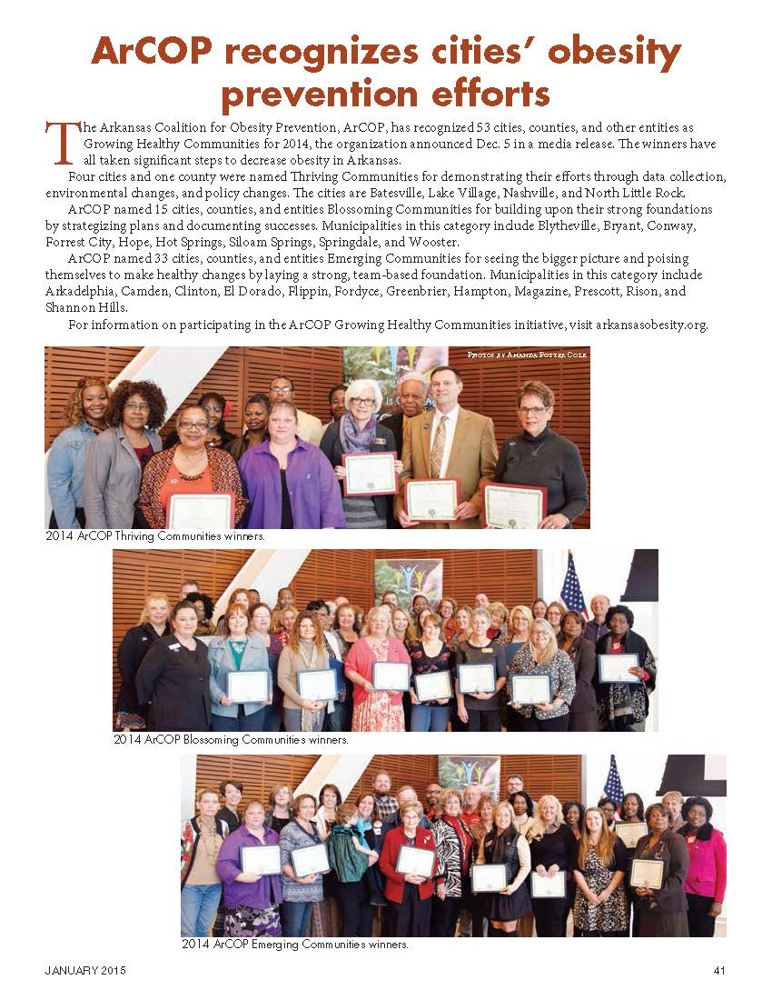 ArCOP recognizes cities’ obesity
prevention efforts
The Arkansas Coalition for Obesity Prevention, ArCOP, has recognized 53 cities, counties, and other entities as
Growing Healthy Communities for 2014, the organization announced Dec. 5 in a media release. The winners have
all taken significant steps to decrease obesity in Arkansas.
Four cities and one county were named Thriving Communities for demonstrating their efforts through data collection,
environmental changes, and policy changes. The cities are Batesville, Lake Village, Nashville, and North Little Rock.
ArCOP named 15 cities, counties, and entities Blossoming Communities for building upon their strong foundations
by strategizing plans and documenting successes. Municipalities in this category include Blytheville, Bryant, Conway,
Forrest City, Hope, Hot Springs, Siloam Springs, Springdale, and Wooster.
ArCOP named 33 cities, counties, and entities Emerging Communities for seeing the bigger picture and poising
themselves to make healthy changes by laying a strong, team-based foundation. Municipalities in this category include
Arkadelphia, Camden, Clinton, El Dorado, Flippin, Fordyce, Greenbrier, Hampton, Magazine, Prescott, Rison, and
Shannon Hills.
For information on participating in the ArCOP Growing Healthy Communities initiative, visit arkansasobesity.org.
Photos by Amanda Potter Cole
2014 ArCOP Thriving Communities winners.
2014 ArCOP Blossoming Communities winners.
2014 ArCOP Emerging Communities winners.
JANUARY 2015
41